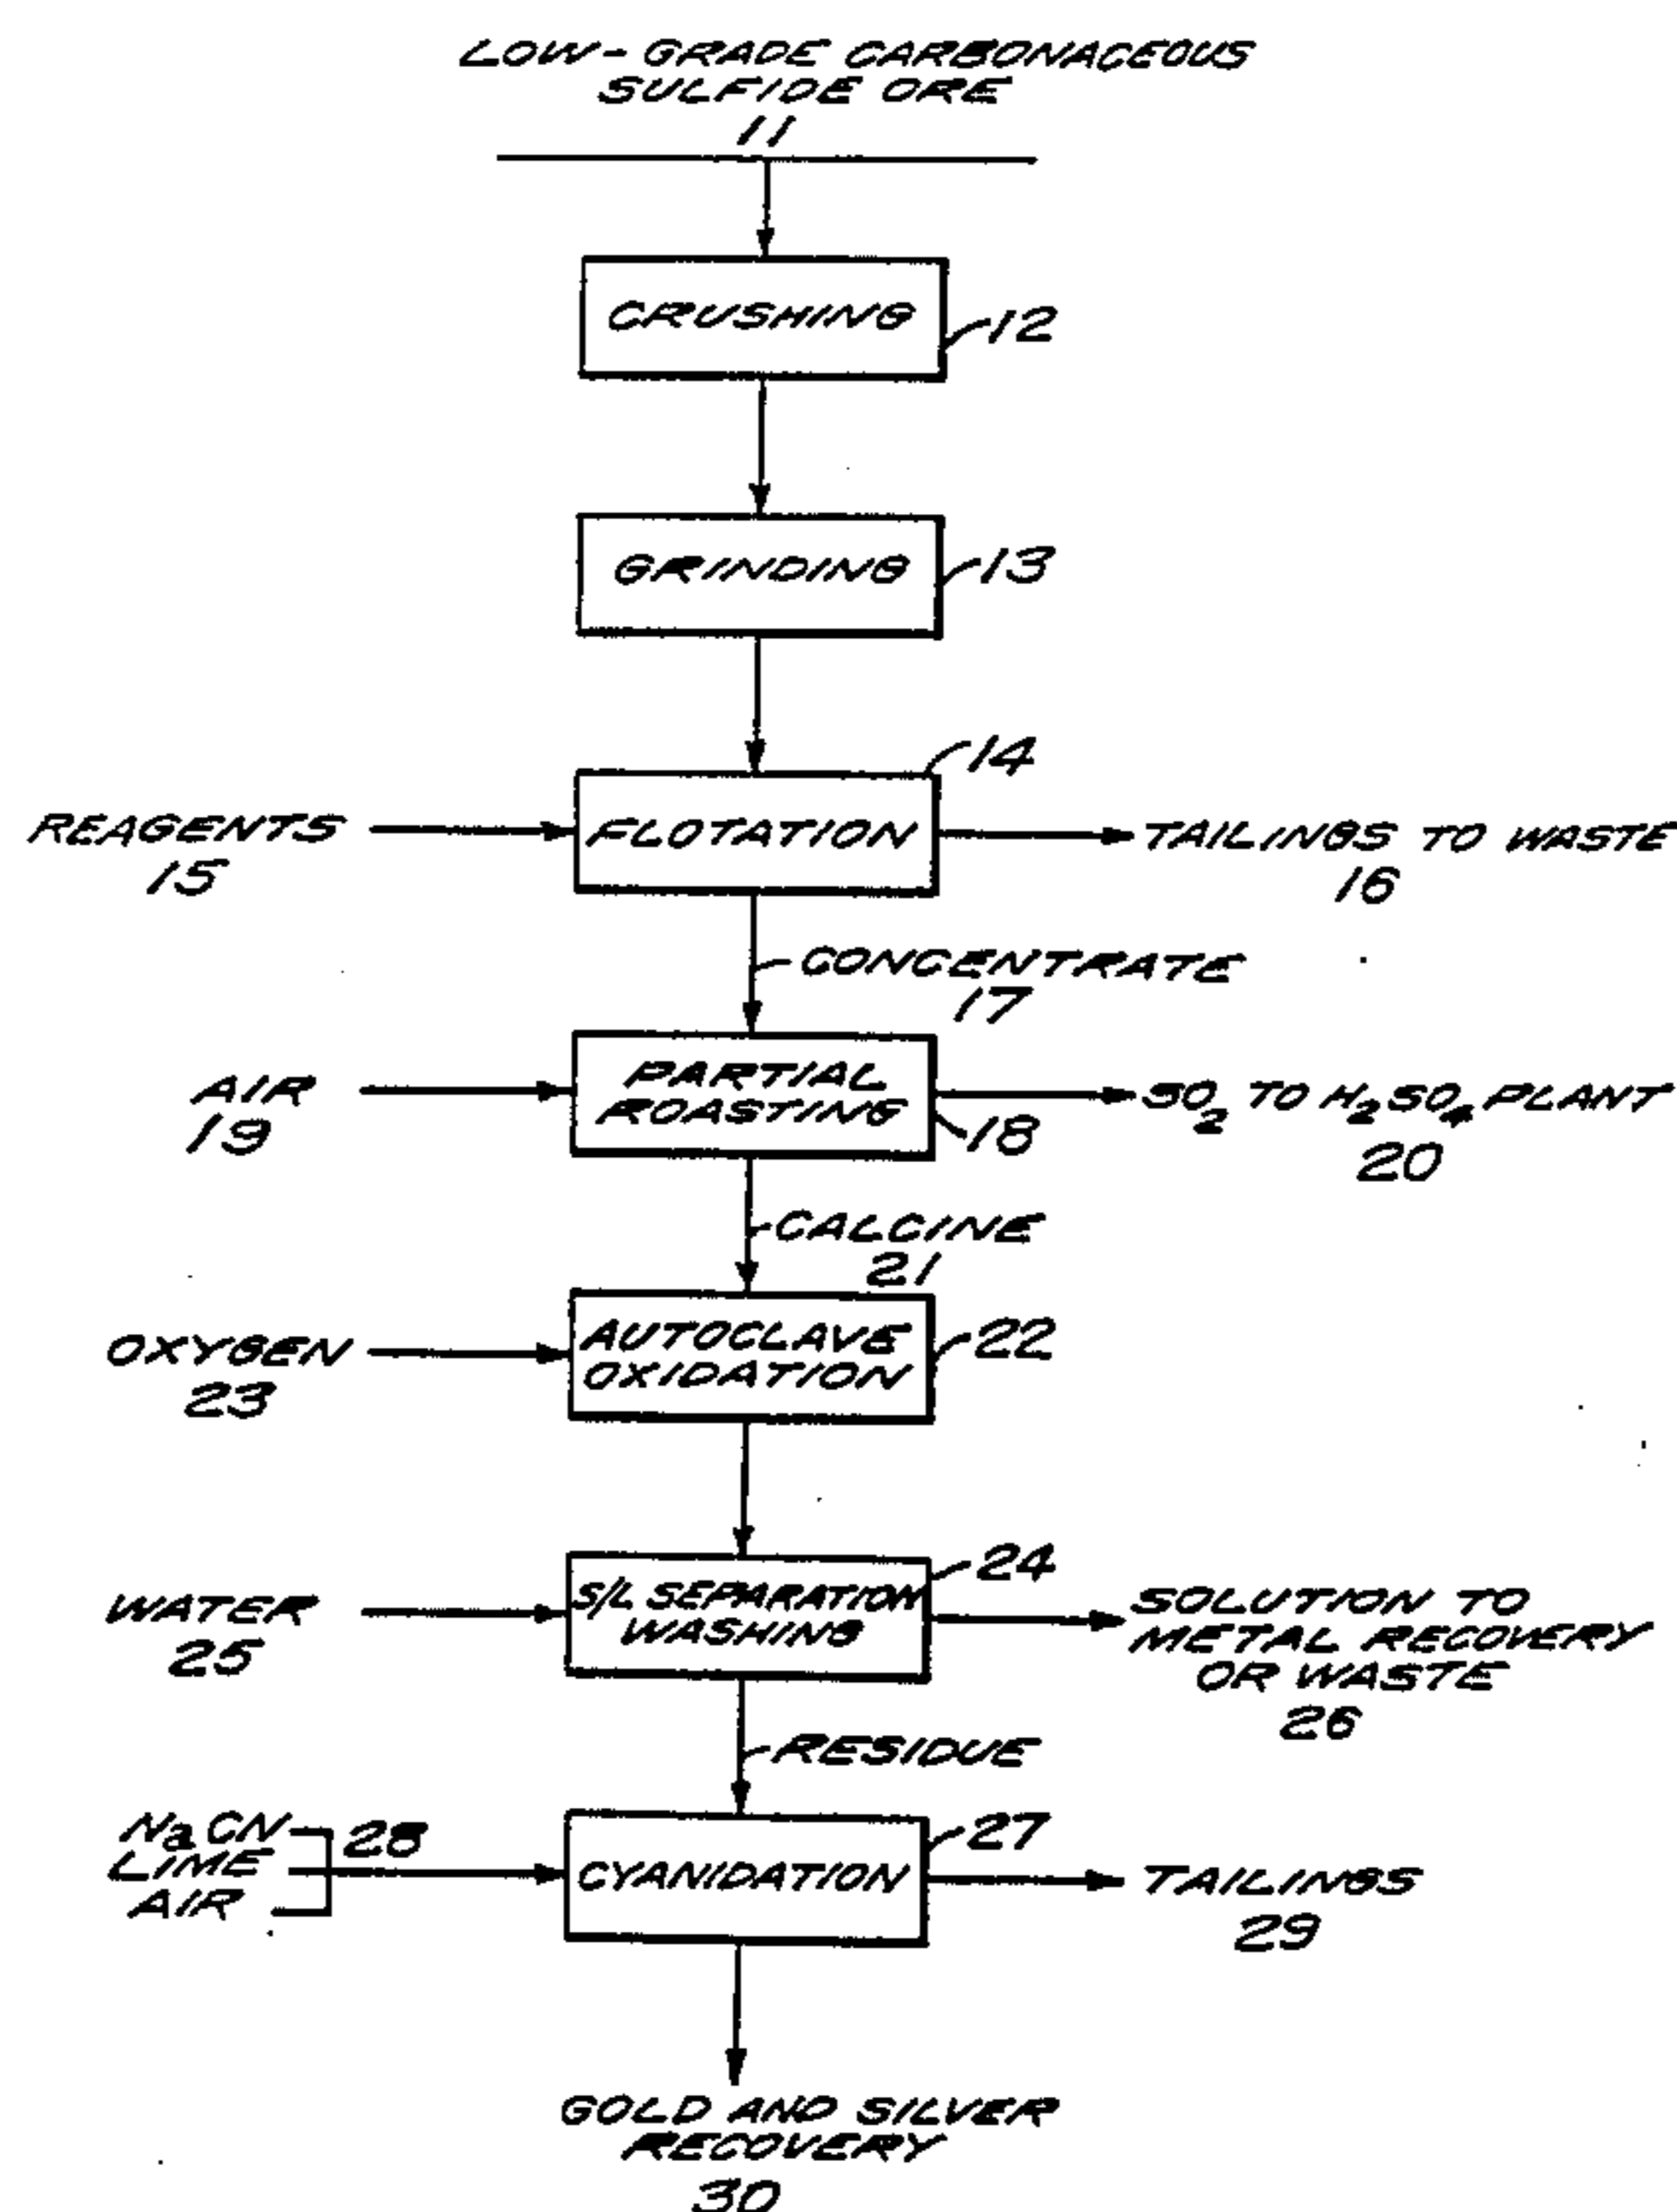 LOW-GRADE CARBONACEOUS
SULFIDE ORE
11
CRUSHING
12
GRINDING
13
14
REAGENTS
15
FLOTATION
TAILINGS TO WASTE
16
CONCENTRATE
17
AIR
19
PARTIAL
ROASTING
18
SO2 TO H2SO4 PLANT
20
CALCINE
21
OXYGEN
23
AUTOCLAVE
OXIDATION
22
WATER
25
S/L SEPARATION
WASHING
24
SOLUTION TO
METAL RECOVERY
OR WASTE
26
RESIDUE
NaCN
LIME
AIR
28
CYANIDATION
27
TAILINGS
29
GOLD AND SILVER
RECOVERY
30